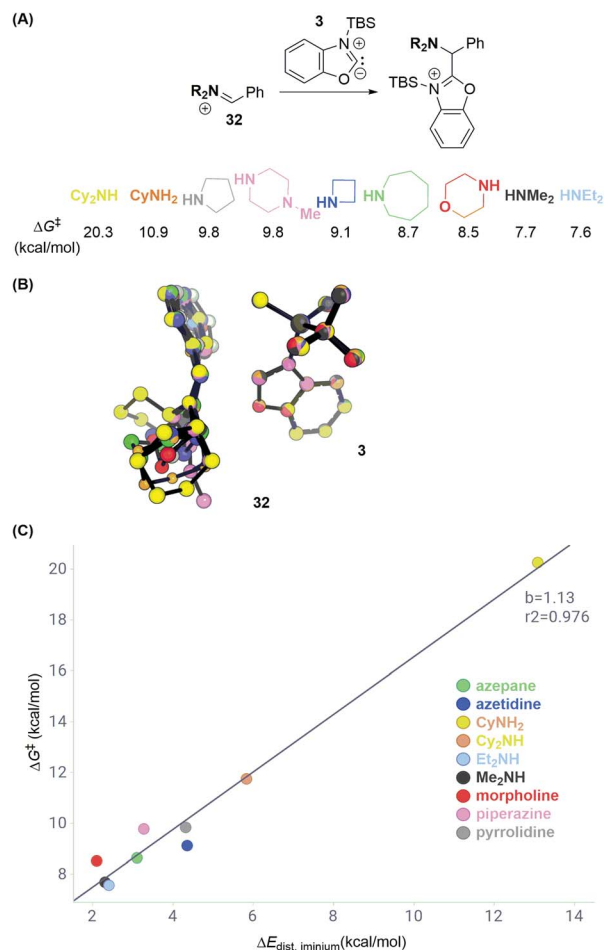 (A)
3
TBS
N
⊕
:
O
⊖
R₂N
Ph
⊕
32
R₂N
Ph
TBS
⊕
N
O
Cy₂NH
CyNH₂
HN
HN
N
Me
HN
HN
NH
O
HNMe₂
HNEt₂
ΔG‡
(kcal/mol)
20.3
10.9
9.8
9.8
9.1
8.7
8.5
7.7
7.6
(B)
3
32
(C)
20
18
16
14
12
10
8
ΔG‡ (kcal/mol)
b=1.13
r2=0.976
azepane
azetidine
CyNH₂
Cy₂NH
Et₂NH
Me₂NH
morpholine
piperazine
pyrrolidine
2
4
6
8
10
12
14
ΔE dist, iminium(kcal/mol)